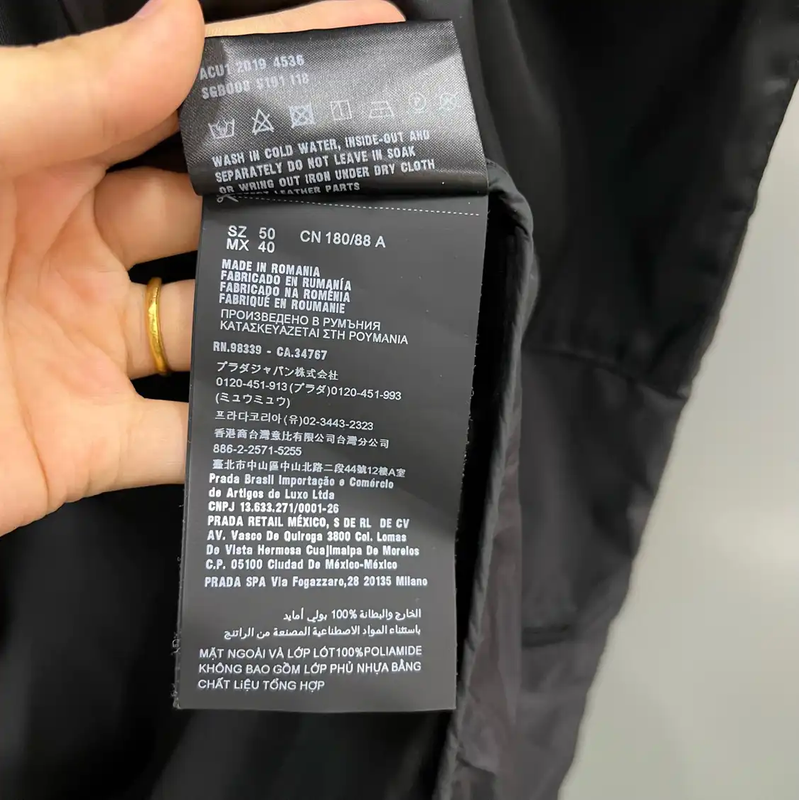 ACU1 2019 4536
SGB008 S191 118
WASH IN COLD WATER, INSIDE-OUT AND
SEPARATELY DO NOT LEAVE IN SOAK
OR WRING OUT IRON UNDER DRY CLOTH
LEATHER PARTS
SZ 50 CN 180/88 A
MX 40
MADE IN ROMANIA
FABRICADO EN RUMANÍA
FABRICADO NA ROMÉNIA
FABRIQUÉ EN ROUMANIE
ПРОИЗВЕДЕНО В РУМЪНИЯ
ΚΑΤΑΣΚΕΥΑΖΕΤΑΙ ΣΤΗ ΡΟΥΜΑΝΙΑ
RN.98339 - CA.34767
プラダジャパン株式会社
0120-451-913(プラダ)0120-451-993
(ミュウミュウ)
프라다코리아(유)02-3443-2323
香港商台灣意比有限公司台灣分公司
886-2-2571-5255
臺北市中山區中山北路二段44號12樓A室
Prada Brasil Importação e Comércio
de Artigos de Luxo Ltda
CNPJ 13.633.271/0001-26
PRADA RETAIL MÉXICO, S DE RL DE CV
AV. Vasco De Quiroga 3800 Col. Lomas
De Vista Hermosa Cuajimalpa De Morelos
C.P. 05100 Ciudad De México-México
PRADA SPA Via Fogazzaro,28 20135 Milano
الخارج والبطانة 100% بولي أمايد
باستثناء المواد الاصطناعية المصنعة من الراتنج
MẶT NGOÀI VÀ LỚP LÓT100%POLIAMIDE
KHÔNG BAO GỒM LỚP PHỦ NHỰA BẰNG
CHẤT LIỆU TỔNG HỢP